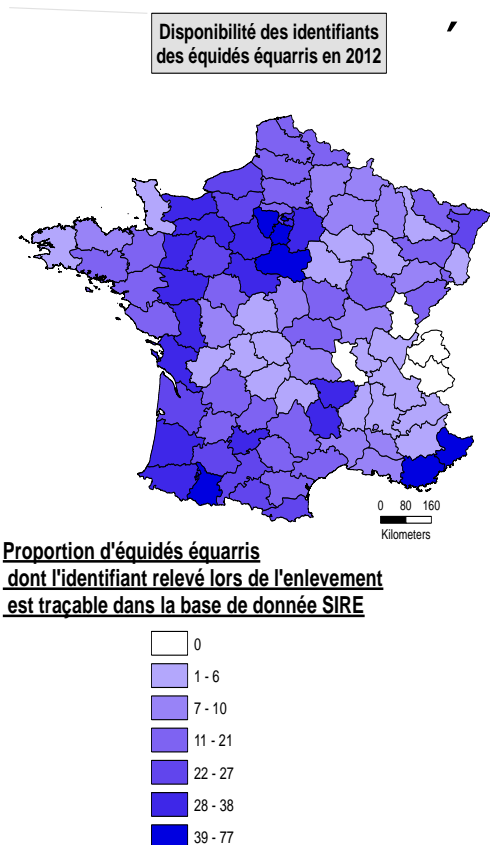 Disponibilité des identifiants
des équidés équarris en 2012
0 80 160
Kilometers
Proportion d'équidés équarris
dont l'identifiant relevé lors de l'enlevement
est traçable dans la base de donnée SIRE
0
1 - 6
7 - 10
11 - 21
22 - 27
28 - 38
39 - 77